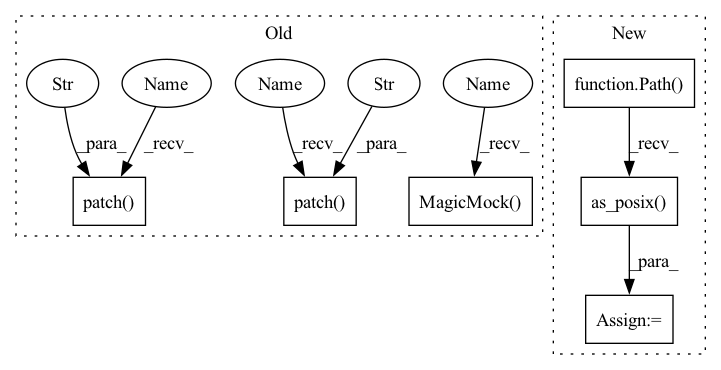 Old
New
Str
Name
Name
Str
Name
function.Path()
_para_
_recv_
_recv_
_para_
_recv_
_recv_
patch()
patch()
MagicMock()
as_posix()
_para_
Assign:=